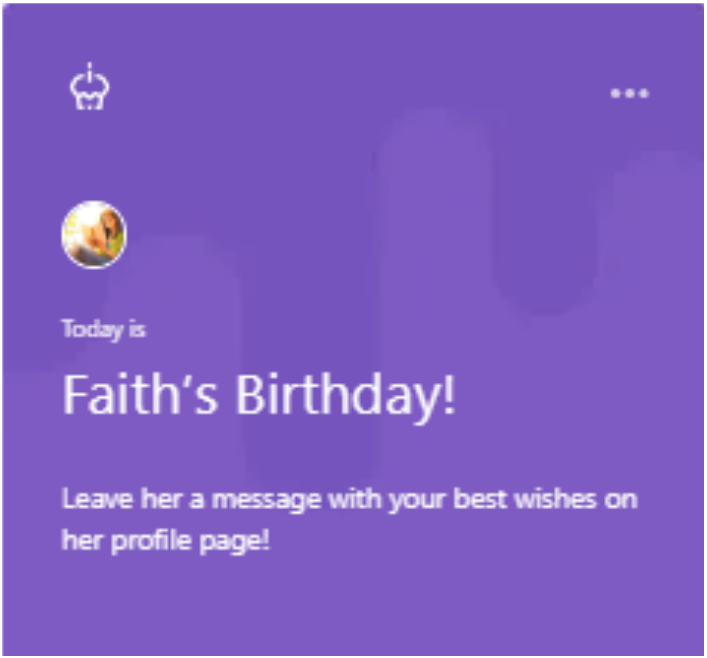 Today is
Faith's Birthday!
Leave her a message with your best wishes on
her profile page!